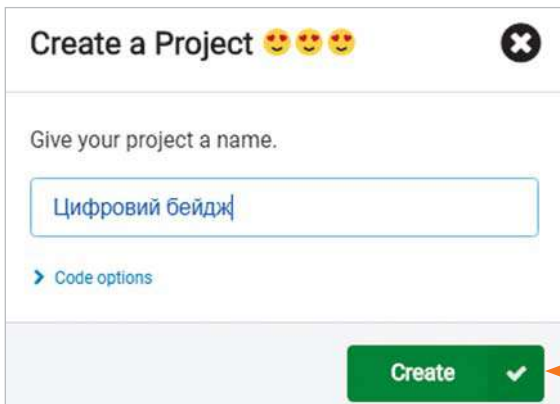 Create a Project 😍😍😍
Give your project a name.
Цифровий бейдж
Code options
Create